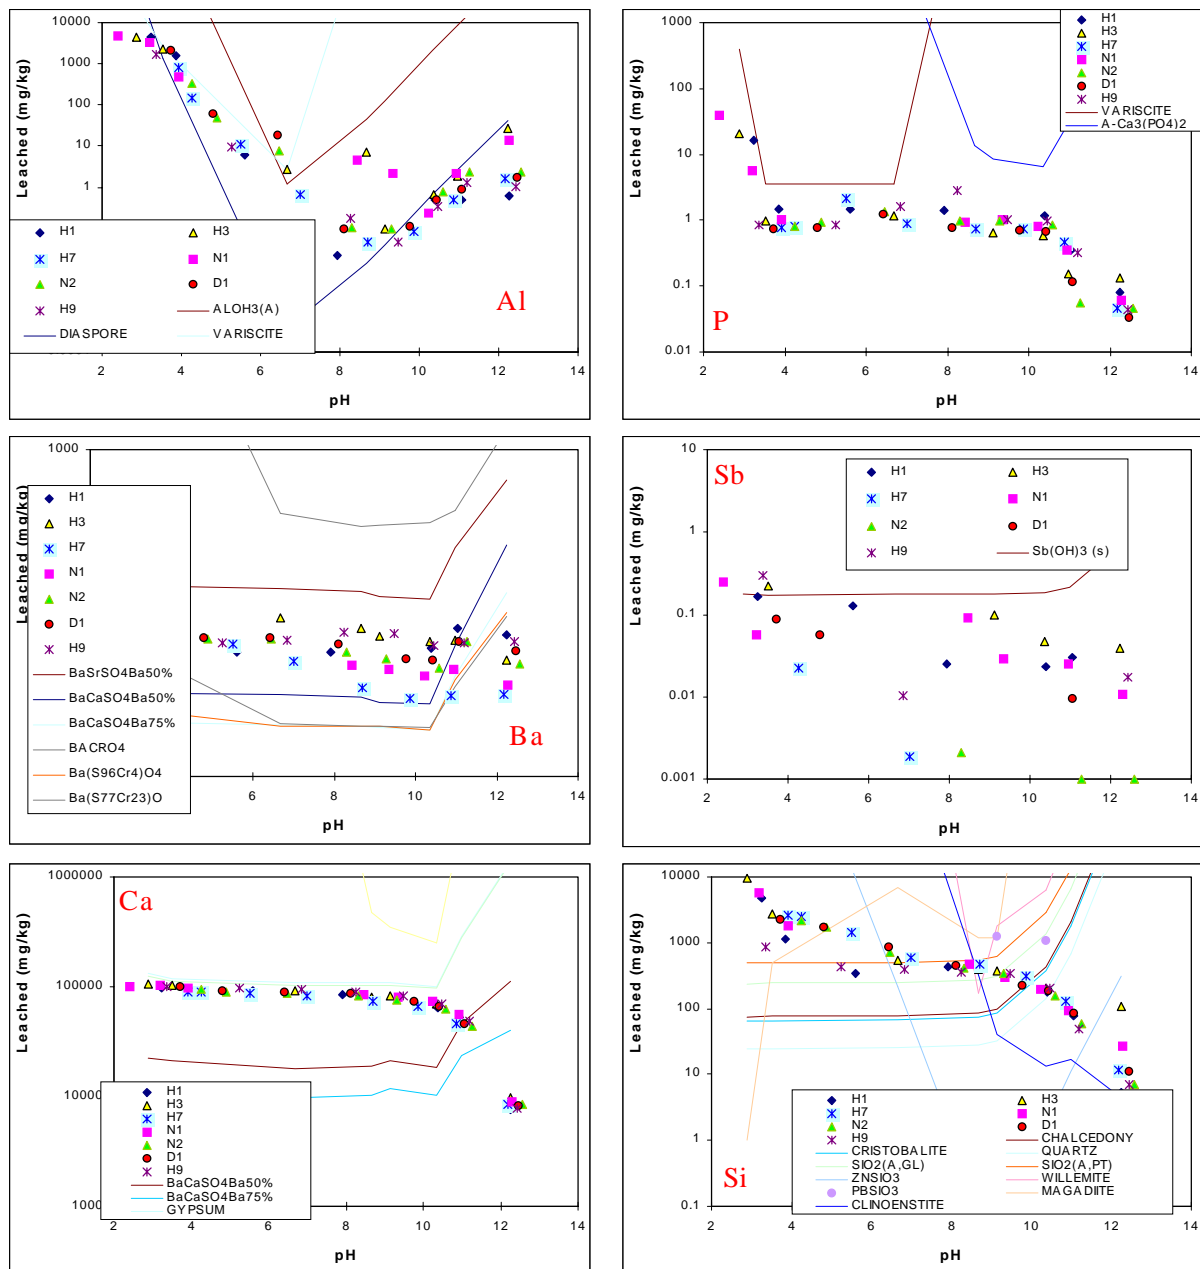 10000
1000
100
10
1
Leached (mg/kg)
H1 H3
H7 N1
N2 D1
H9 ALOH3(A)
DIASPORE VARISCITE
Al
2 4 6 8 10 12 14
pH
1000
100
10
1
0.1
0.01
Leached (mg/kg)
H1
H3
H7
N1
N2
D1
H9
VARISCITE
A-Ca3(PO4)2
P
2 4 6 8 10 12 14
pH
1000
Leached (mg/kg)
H1
H3
H7
N1
N2
D1
H9
BaSrSO4Ba50%
BaCaSO4Ba50%
BaCaSO4Ba75%
BACRO4
Ba(S96Cr4)O4
Ba(S77Cr23)O
Ba
6 8 10 12 14
pH
10
1
0.1
0.01
0.001
Leached (mg/kg)
Sb
H1 H3
H7 N1
N2 D1
H9 Sb(OH)3 (s)
2 4 6 8 10 12 14
pH
1000000
100000
10000
1000
Leached (mg/kg)
Ca
H1
H3
H7
N1
N2
D1
H9
BaCaSO4Ba50%
BaCaSO4Ba75%
GYPSUM
2 4 6 8 10 12 14
pH
10000
1000
100
10
1
0.1
Leached (mg/kg)
Si
H1 H3
H7 N1
N2 D1
H9 CHALCEDONY
CRISTOBALITE QUARTZ
SIO2(A,GL) SIO2(A,PT)
ZNSIO3 WILLEMITE
PBSIO3 MAGADIITE
CLINOENSTITE
2 4 6 8 10 12 14
pH